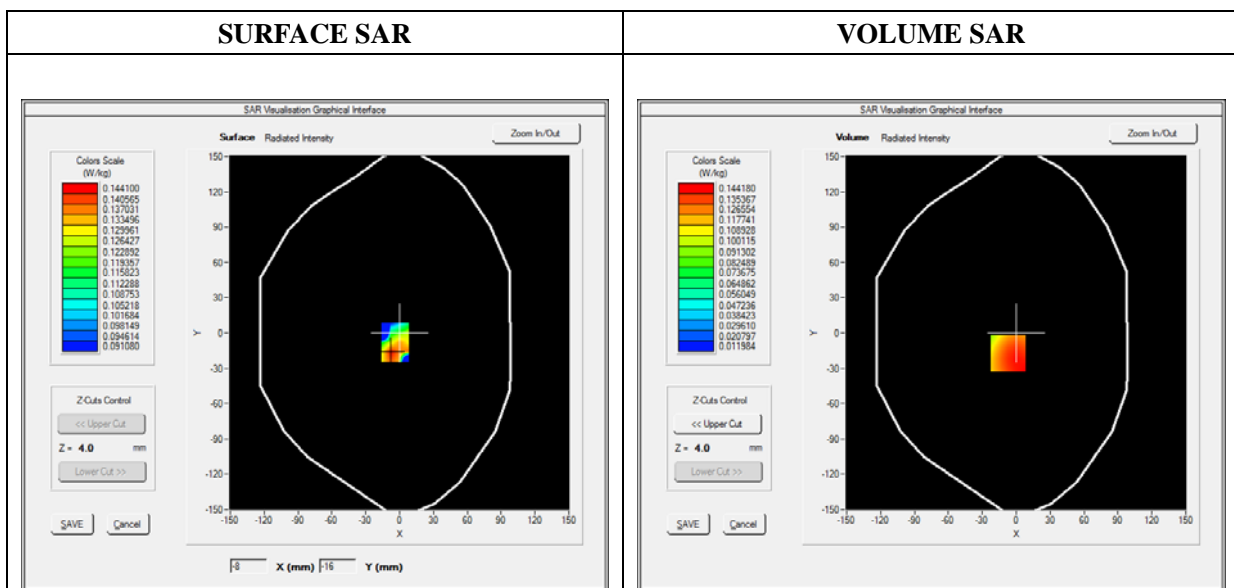 SURFACE SAR
VOLUME SAR
SAR Visualisation Graphical Interface
Surface Radiated Intensity
Zoom In/Out
Colors Scale
(W/kg)
0.144100
0.140565
0.137031
0.133496
0.129961
0.126427
0.122892
0.119357
0.115823
0.112288
0.108753
0.105218
0.101684
0.098149
0.094614
0.091080
150
120
90
60
30
0
-30
-60
-90
-120
-150
Y
-150 -120 -90 -60 -30 0 30 60 90 120 150
X
Z-Cuts Control
<< Upper Cut
Z = 4.0 mm
Lower Cut >>
SAVE Cancel
-8 X (mm) -16 Y (mm)
SAR Visualisation Graphical Interface
Volume Radiated Intensity
Zoom In/Out
Colors Scale
(W/kg)
0.144180
0.135367
0.126554
0.117741
0.108928
0.100115
0.091302
0.082489
0.073675
0.064862
0.056049
0.047236
0.038423
0.029610
0.020797
0.011984
150
120
90
60
30
0
-30
-60
-90
-120
-150
Y
-150 -120 -90 -60 -30 0 30 60 90 120 150
X
Z-Cuts Control
<< Upper Cut
Z = 4.0 mm
Lower Cut >>
SAVE Cancel